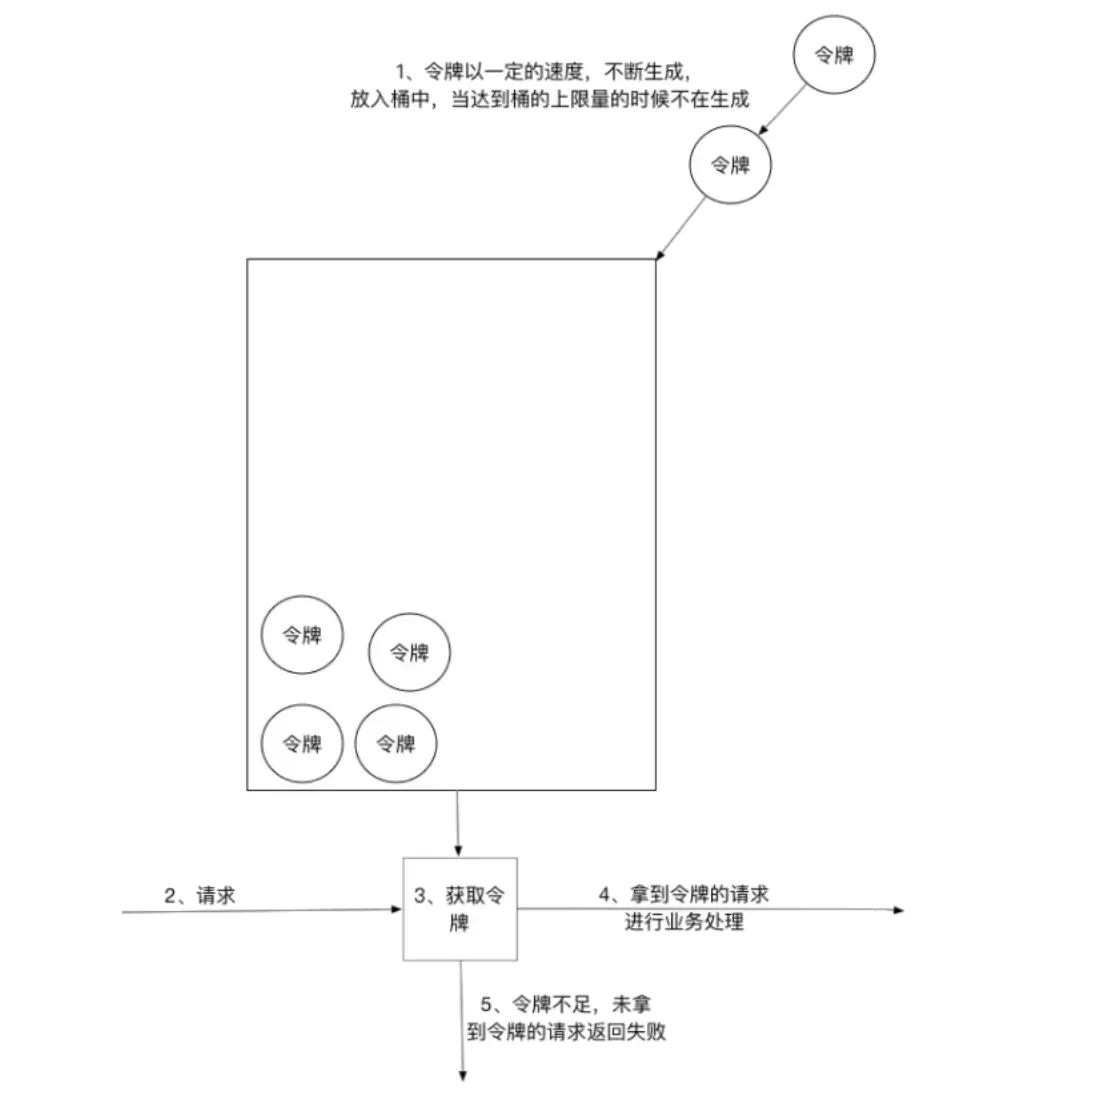 令牌
1、令牌以一定的速度，不断生成，
放入桶中，当达到桶的上限量的时候不在生成
令牌
令牌
令牌
令牌
令牌
2、请求
3、获取令
牌
4、拿到令牌的请求
进行业务处理
5、令牌不足，未拿
到令牌的请求返回失败